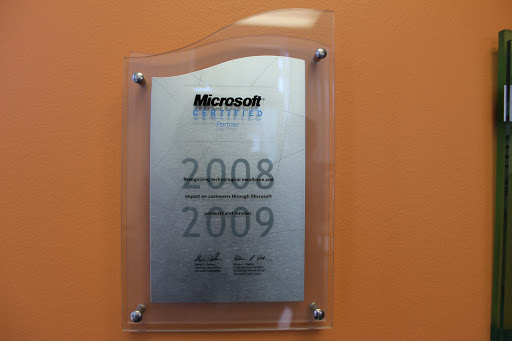 Microsoft
CERTIFIED
Partner
2008
Recognizing technological excellence and
impact on customers through Microsoft
products and services
2009